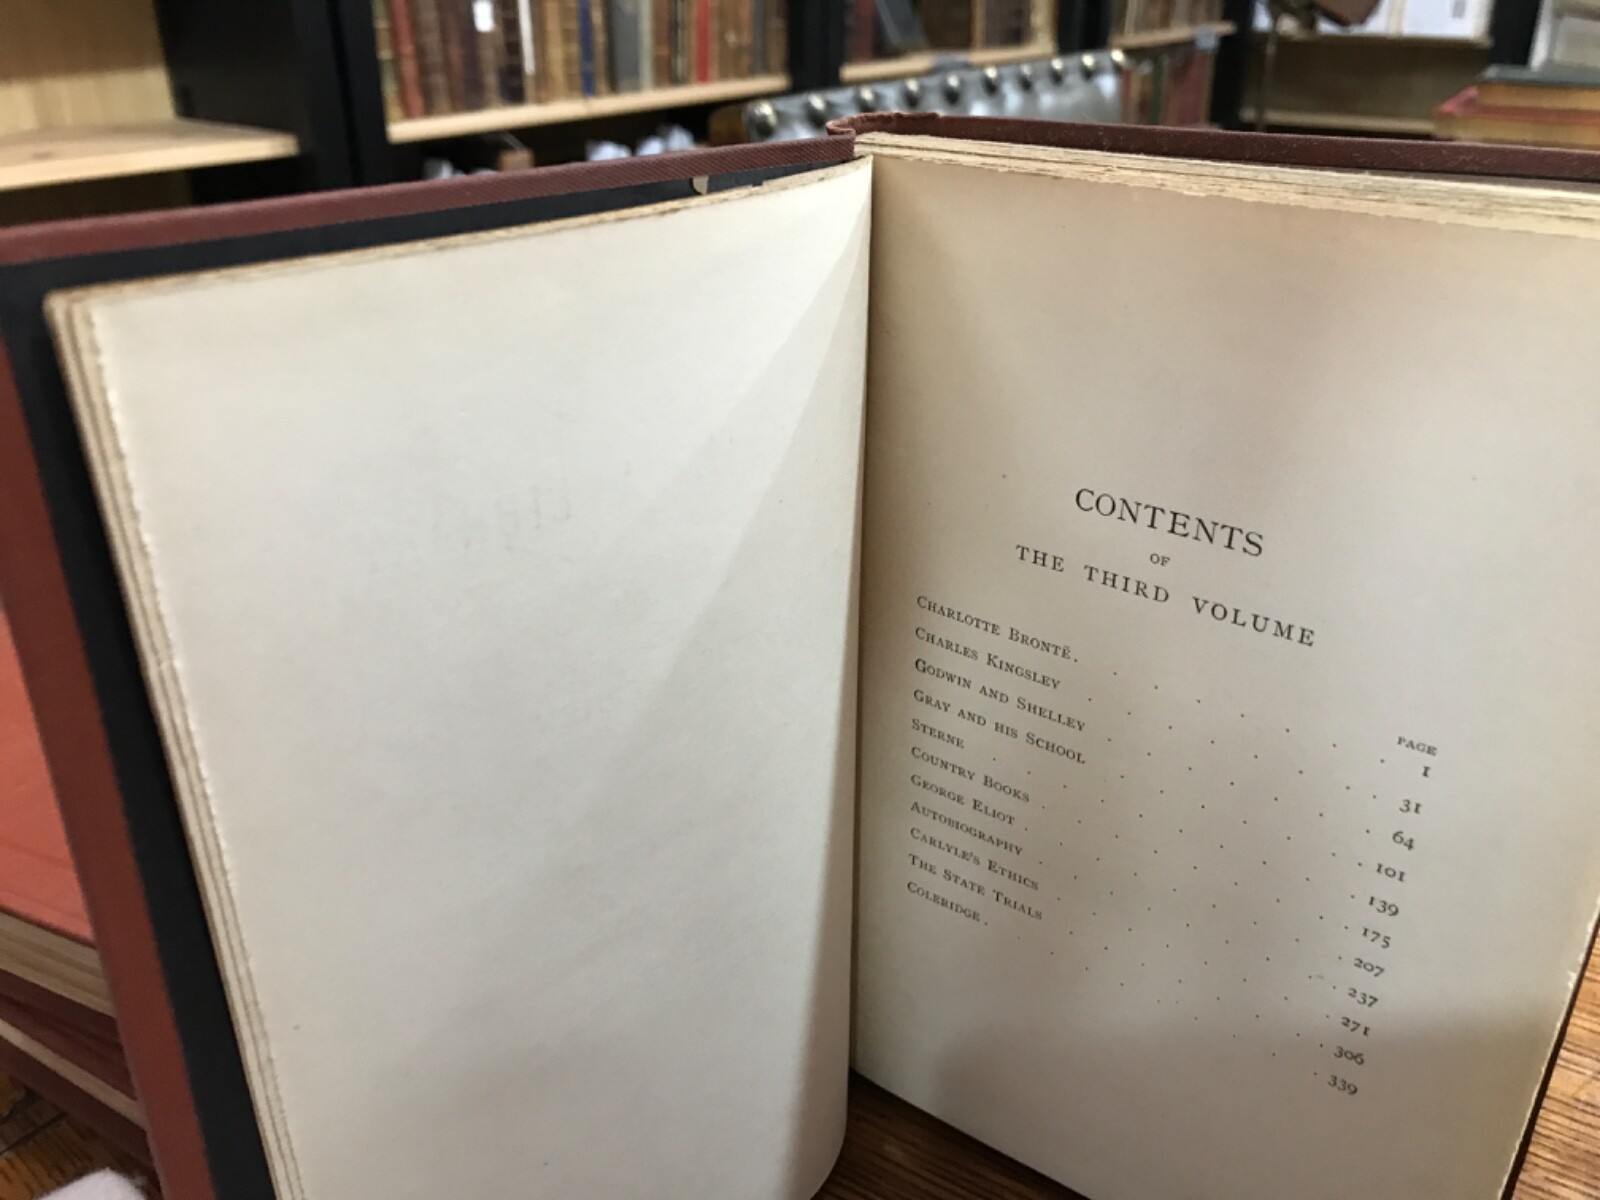 CONTENTS
OF
THE THIRD VOLUME
PAGE
CHARLOTTE BRONTË . . . . . . . 1
CHARLES KINGSLEY . . . . . . . 31
GODWIN AND SHELLEY . . . . . . 64
GRAY AND HIS SCHOOL . . . . . . 101
STERNE . . . . . . . . . 139
COUNTRY BOOKS . . . . . . . 175
GEORGE ELIOT . . . . . . . 207
AUTOBIOGRAPHY . . . . . . . 237
CARLYLE'S ETHICS . . . . . . . 271
THE STATE TRIALS . . . . . . . 306
COLERIDGE . . . . . . . . 339